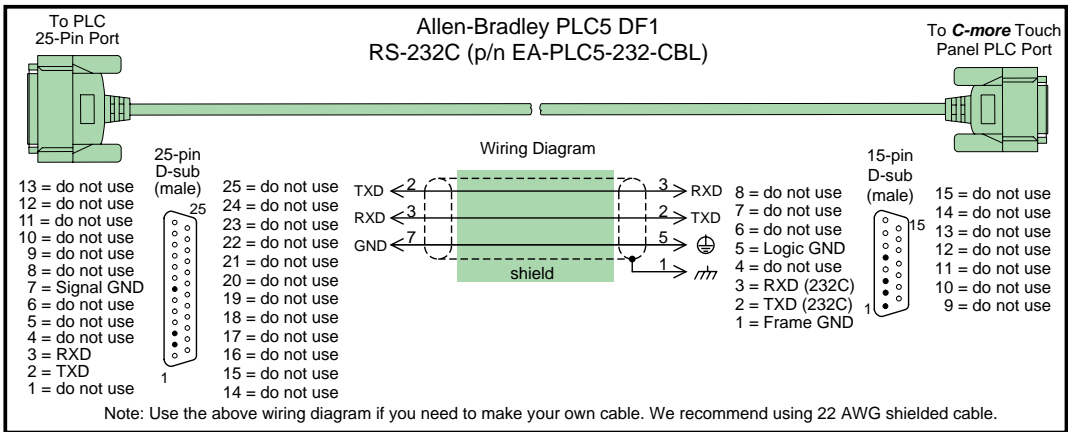 To PLC
25-Pin Port
Allen-Bradley PLC5 DF1
RS-232C (p/n EA-PLC5-232-CBL)
To C-more Touch
Panel PLC Port
25-pin
D-sub
(male)
13 = do not use
12 = do not use
11 = do not use
10 = do not use
9 = do not use
8 = do not use
7 = Signal GND
6 = do not use
5 = do not use
4 = do not use
3 = RXD
2 = TXD
1 = do not use
25
1
25 = do not use
24 = do not use
23 = do not use
22 = do not use
21 = do not use
20 = do not use
19 = do not use
18 = do not use
17 = do not use
16 = do not use
15 = do not use
14 = do not use
Wiring Diagram
TXD 2 3 RXD
RXD 3 2 TXD
GND 7 5
1
shield
15-pin
D-sub
(male)
8 = do not use
7 = do not use
6 = do not use
5 = Logic GND
4 = do not use
3 = RXD (232C)
2 = TXD (232C)
1 = Frame GND
15
1
15 = do not use
14 = do not use
13 = do not use
12 = do not use
11 = do not use
10 = do not use
9 = do not use
Note: Use the above wiring diagram if you need to make your own cable. We recommend using 22 AWG shielded cable.